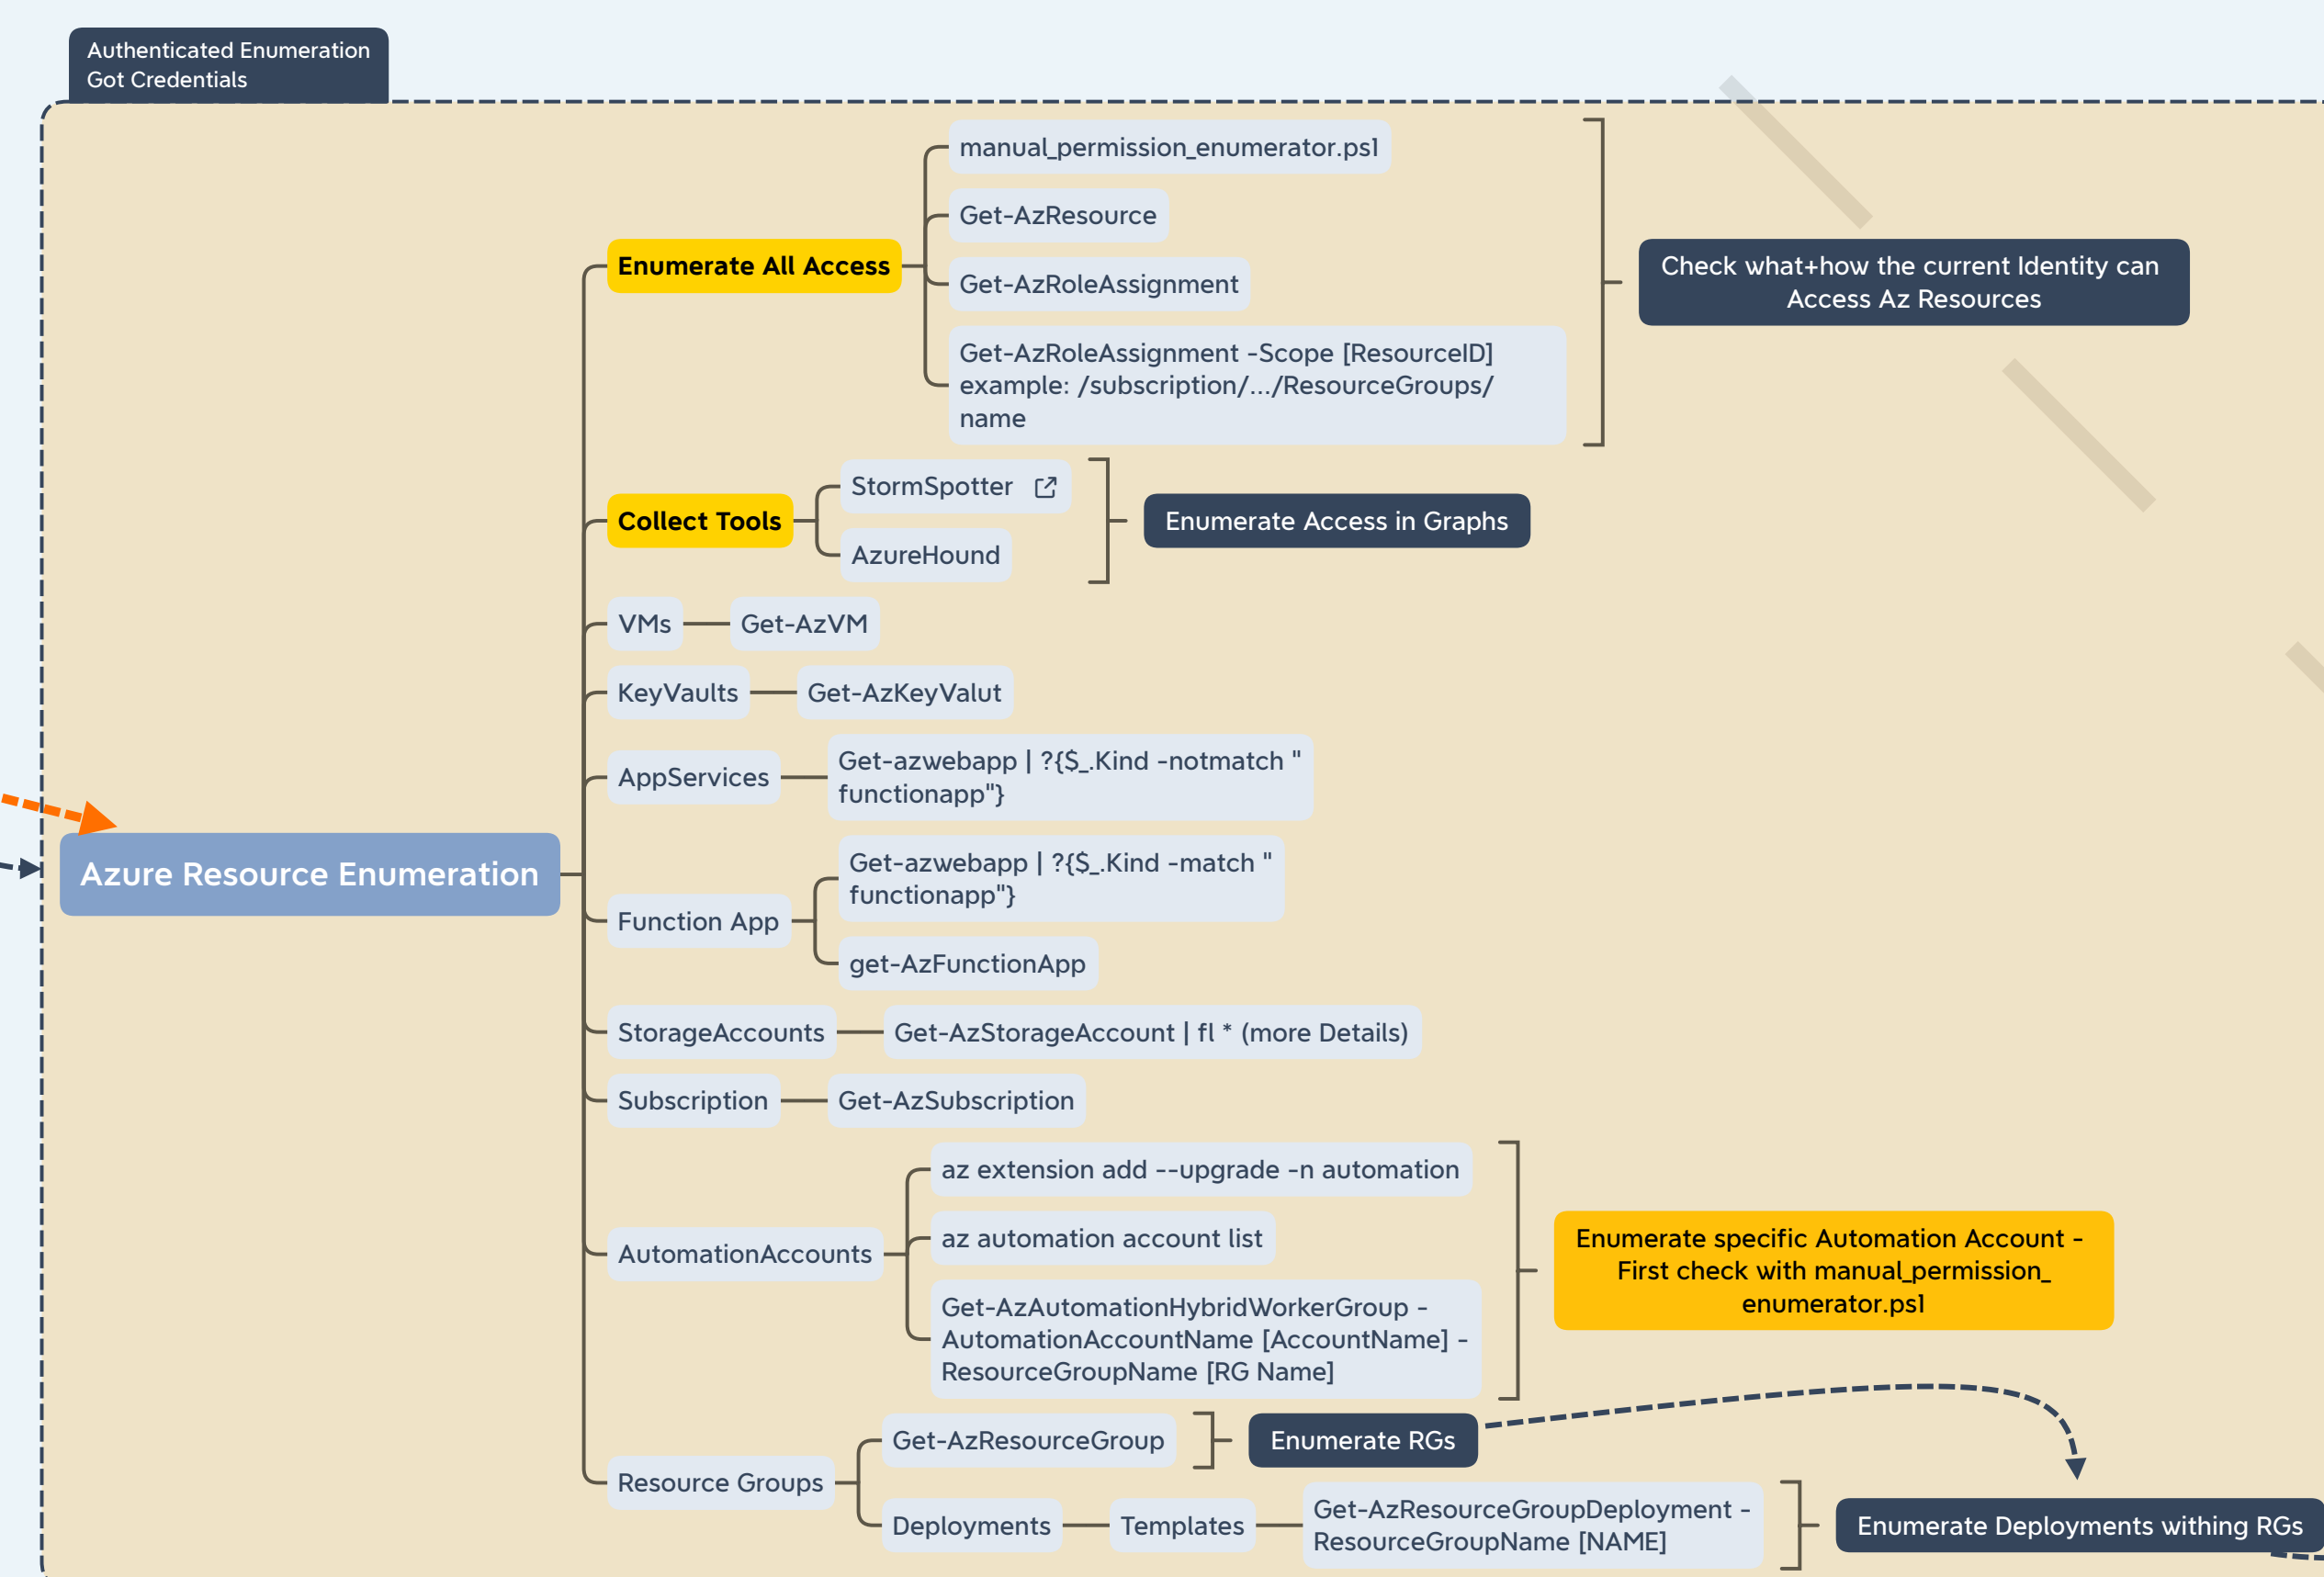 Authenticated Enumeration
Got Credentials
Azure Resource Enumeration
Enumerate All Access
manual_permission_enumerator.ps1
Get-AzResource
Get-AzRoleAssignment
Get-AzRoleAssignment -Scope [ResourceID]
example: /subscription/.../ResourceGroups/
name
Check what+how the current Identity can
Access Az Resources
Collect Tools
StormSpotter
AzureHound
Enumerate Access in Graphs
VMs
Get-AzVM
KeyVaults
Get-AzKeyValut
AppServices
Get-azwebapp | ?{$_.Kind -notmatch "
functionapp"}
Function App
Get-azwebapp | ?{$_.Kind -match "
functionapp"}
get-AzFunctionApp
StorageAccounts
Get-AzStorageAccount | fl * (more Details)
Subscription
Get-AzSubscription
AutomationAccounts
az extension add --upgrade -n automation
az automation account list
Get-AzAutomationHybridWorkerGroup -
AutomationAccountName [AccountName] -
ResourceGroupName [RG Name]
Enumerate specific Automation Account -
First check with manual_permission_
enumerator.ps1
Resource Groups
Get-AzResourceGroup
Enumerate RGs
Deployments
Templates
Get-AzResourceGroupDeployment -
ResourceGroupName [NAME]
Enumerate Deployments withing RGs